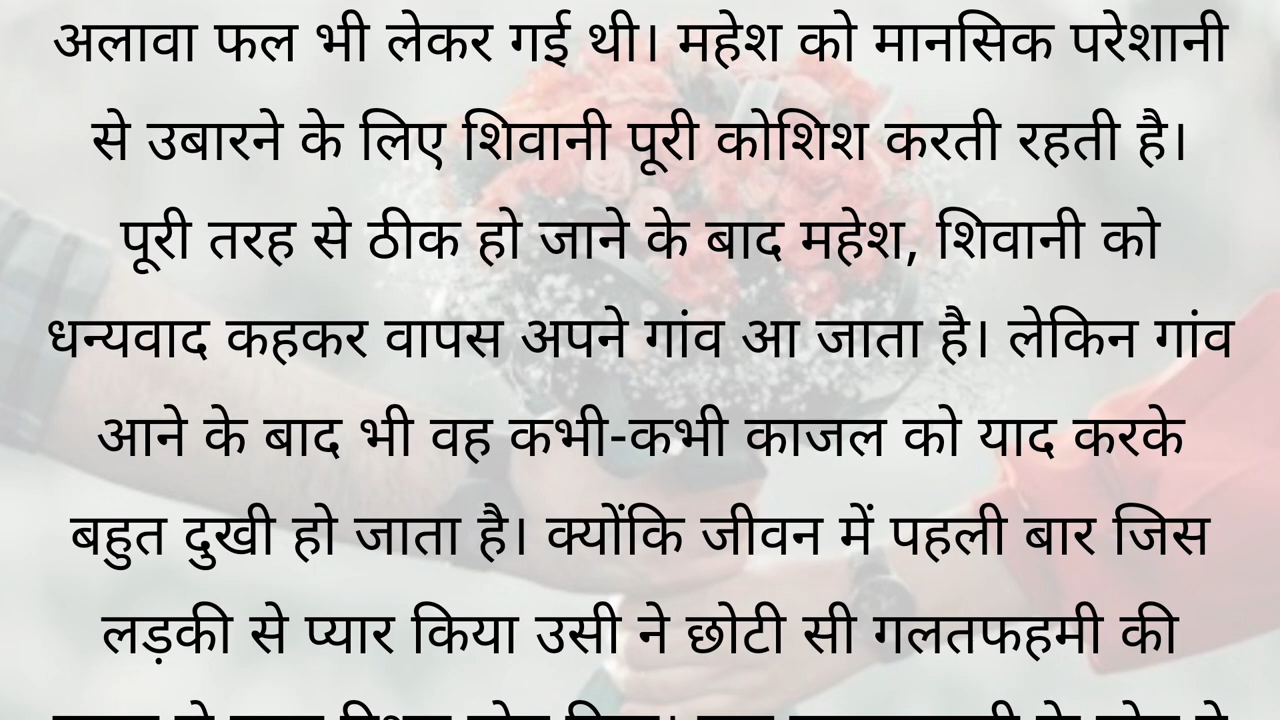 अलावा फल भी लेकर गई थी। महेश को मानसिक परेशानी
से उबारने के लिए शिवानी पूरी कोशिश करती रहती है।
पूरी तरह से ठीक हो जाने के बाद महेश, शिवानी को
धन्यवाद कहकर वापस अपने गांव आ जाता है। लेकिन गांव
आने के बाद भी वह कभी-कभी काजल को याद करके
बहुत दुखी हो जाता है। क्योंकि जीवन में पहली बार जिस
लड़की से प्यार किया उसी ने छोटी सी गलतफहमी की